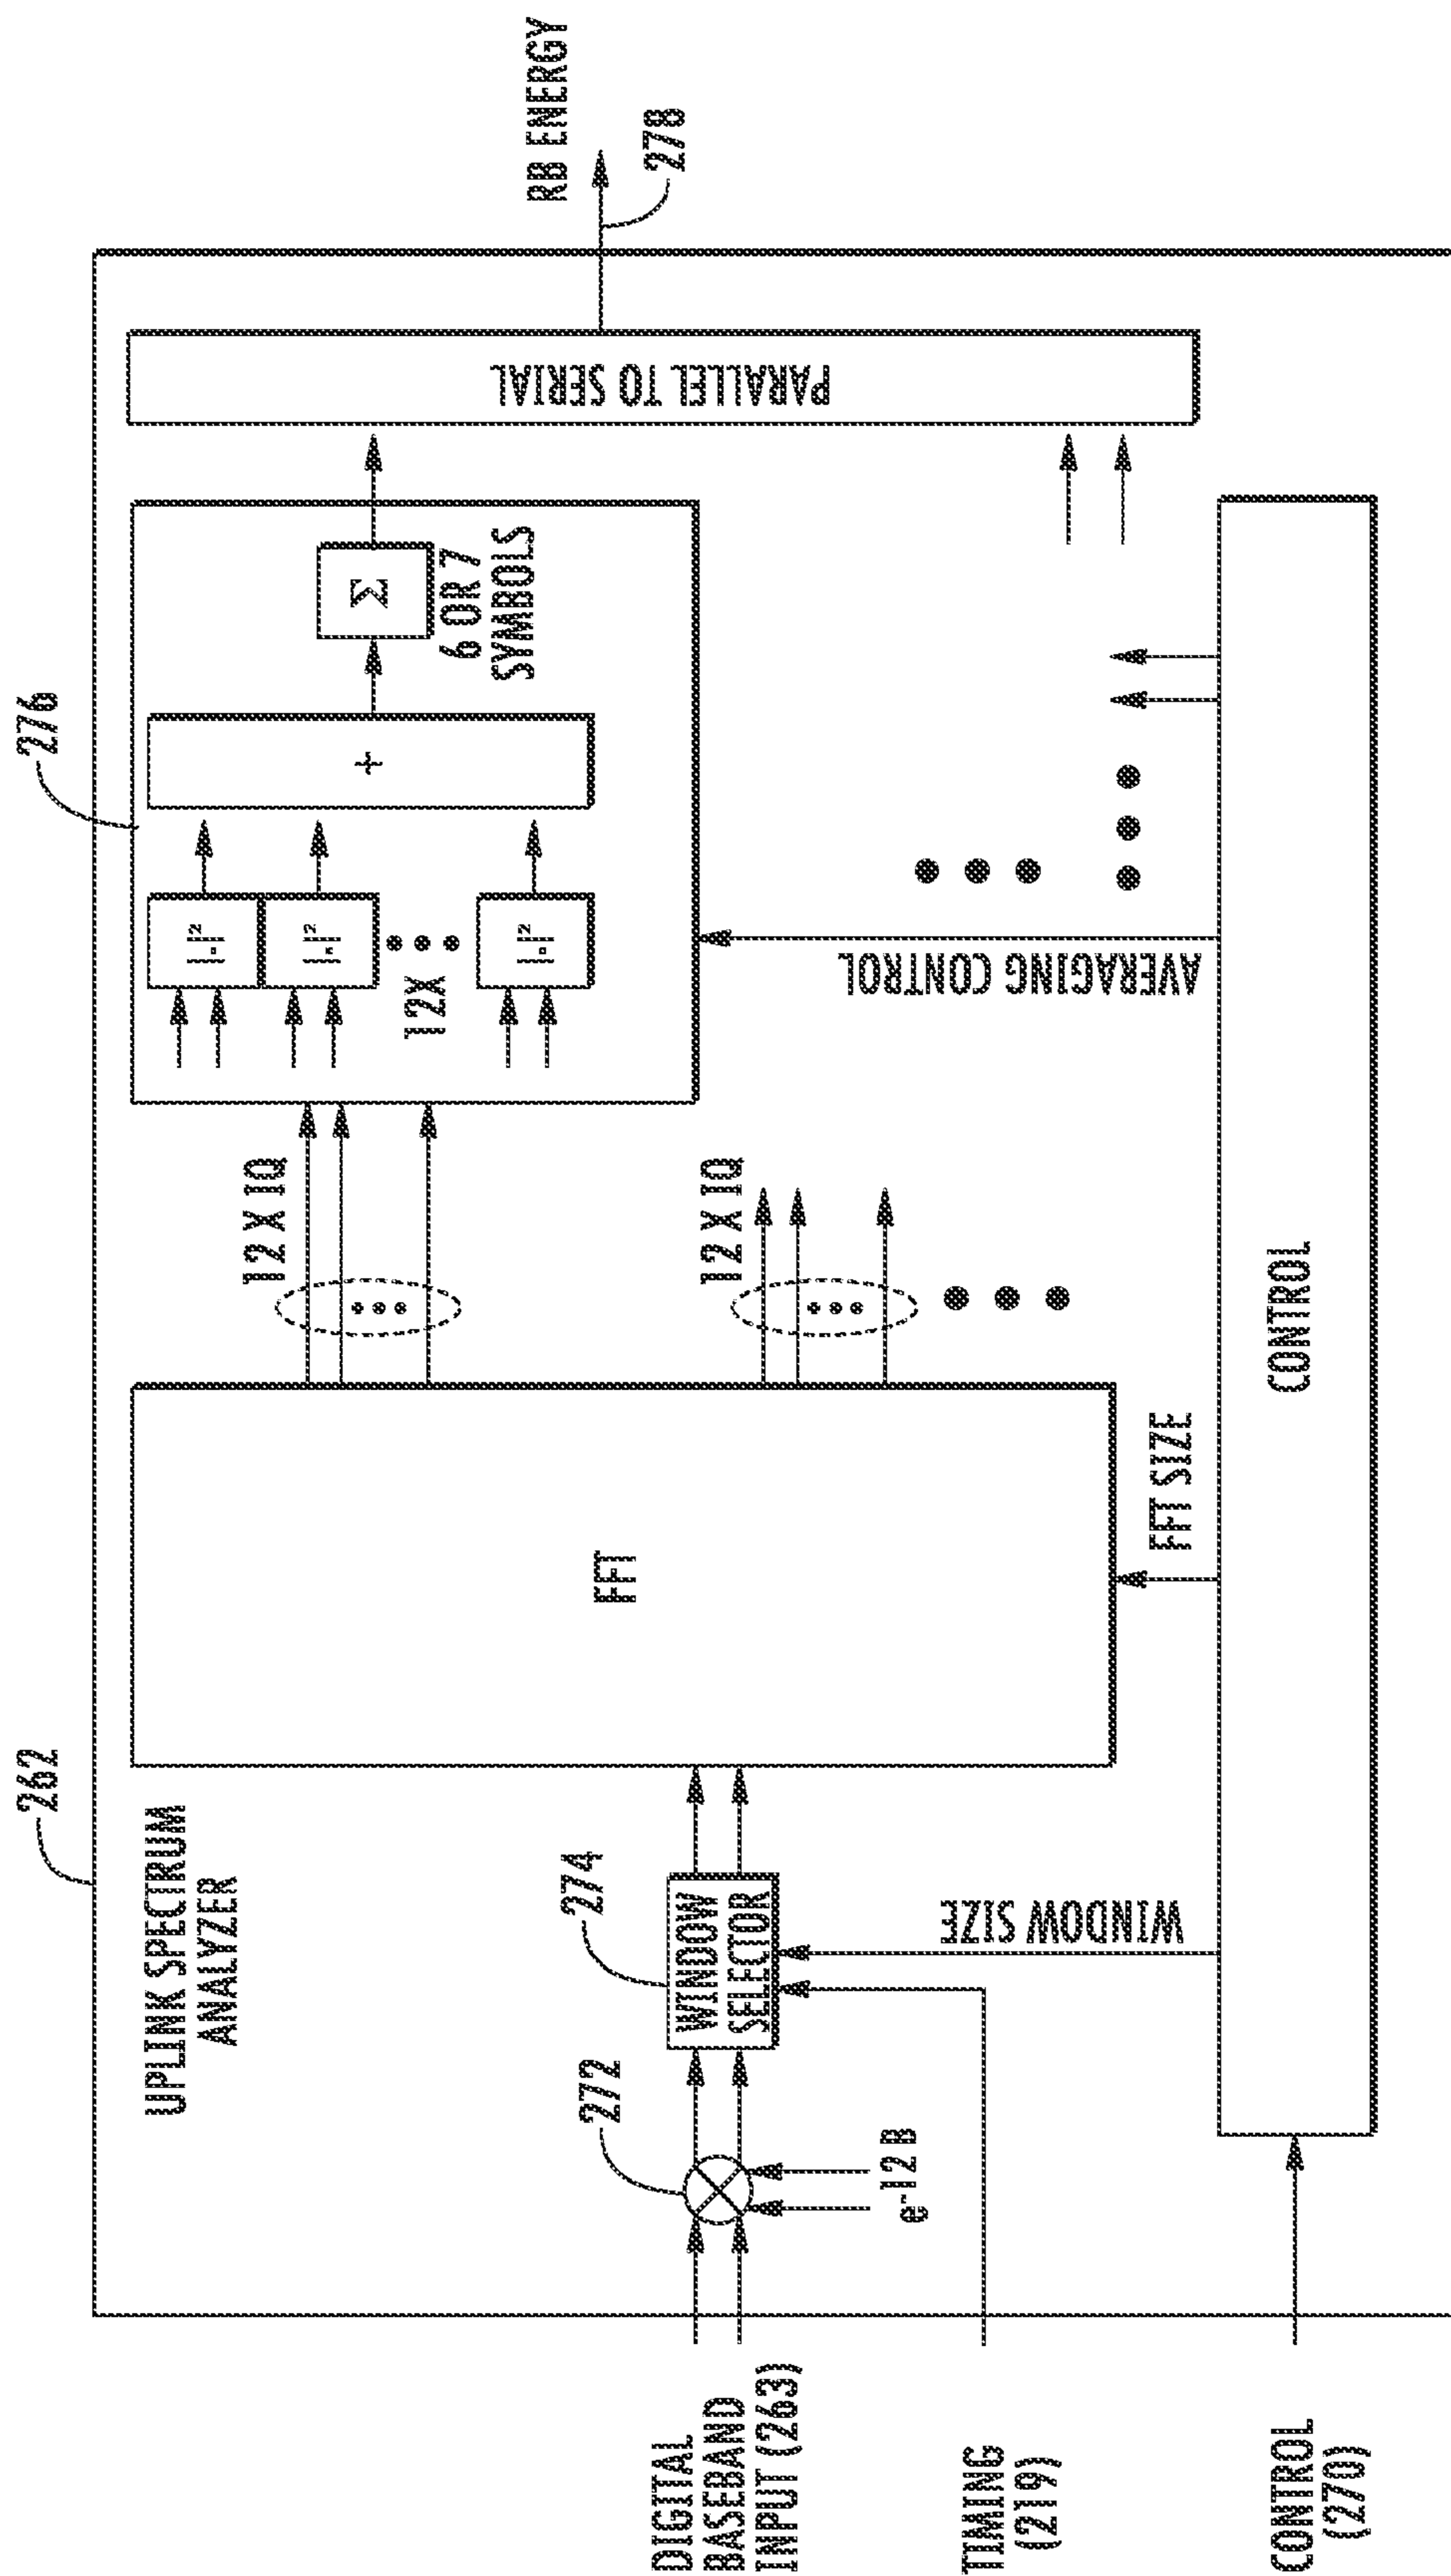 262
276
UPLINK SPECTRUM
ANALYZER
272
274
WINDOW
SELECTOR
e-12 B
DIGITAL
BASEBAND
INPUT (263)
TIMING
(219)
CONTROL
(270)
WINDOW SIZE
FFT
FFT SIZE
CONTROL
12 X IQ
12 X IQ
|.|²
|.|²
12X
|.|²
+
Σ
6 OR 7
SYMBOLS
AVERAGING CONTROL
PARALLEL TO SERIAL
RB ENERGY
278